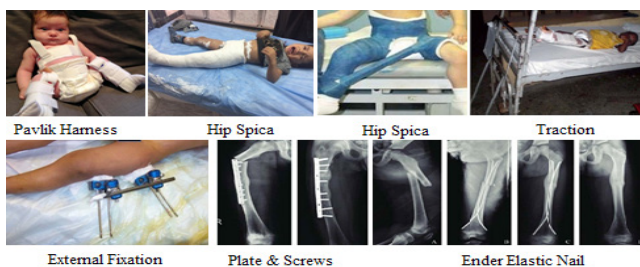 Pavlik Harness
Hip Spica
Hip Spica
Traction
External Fixation
Plate & Screws
Ender Elastic Nail